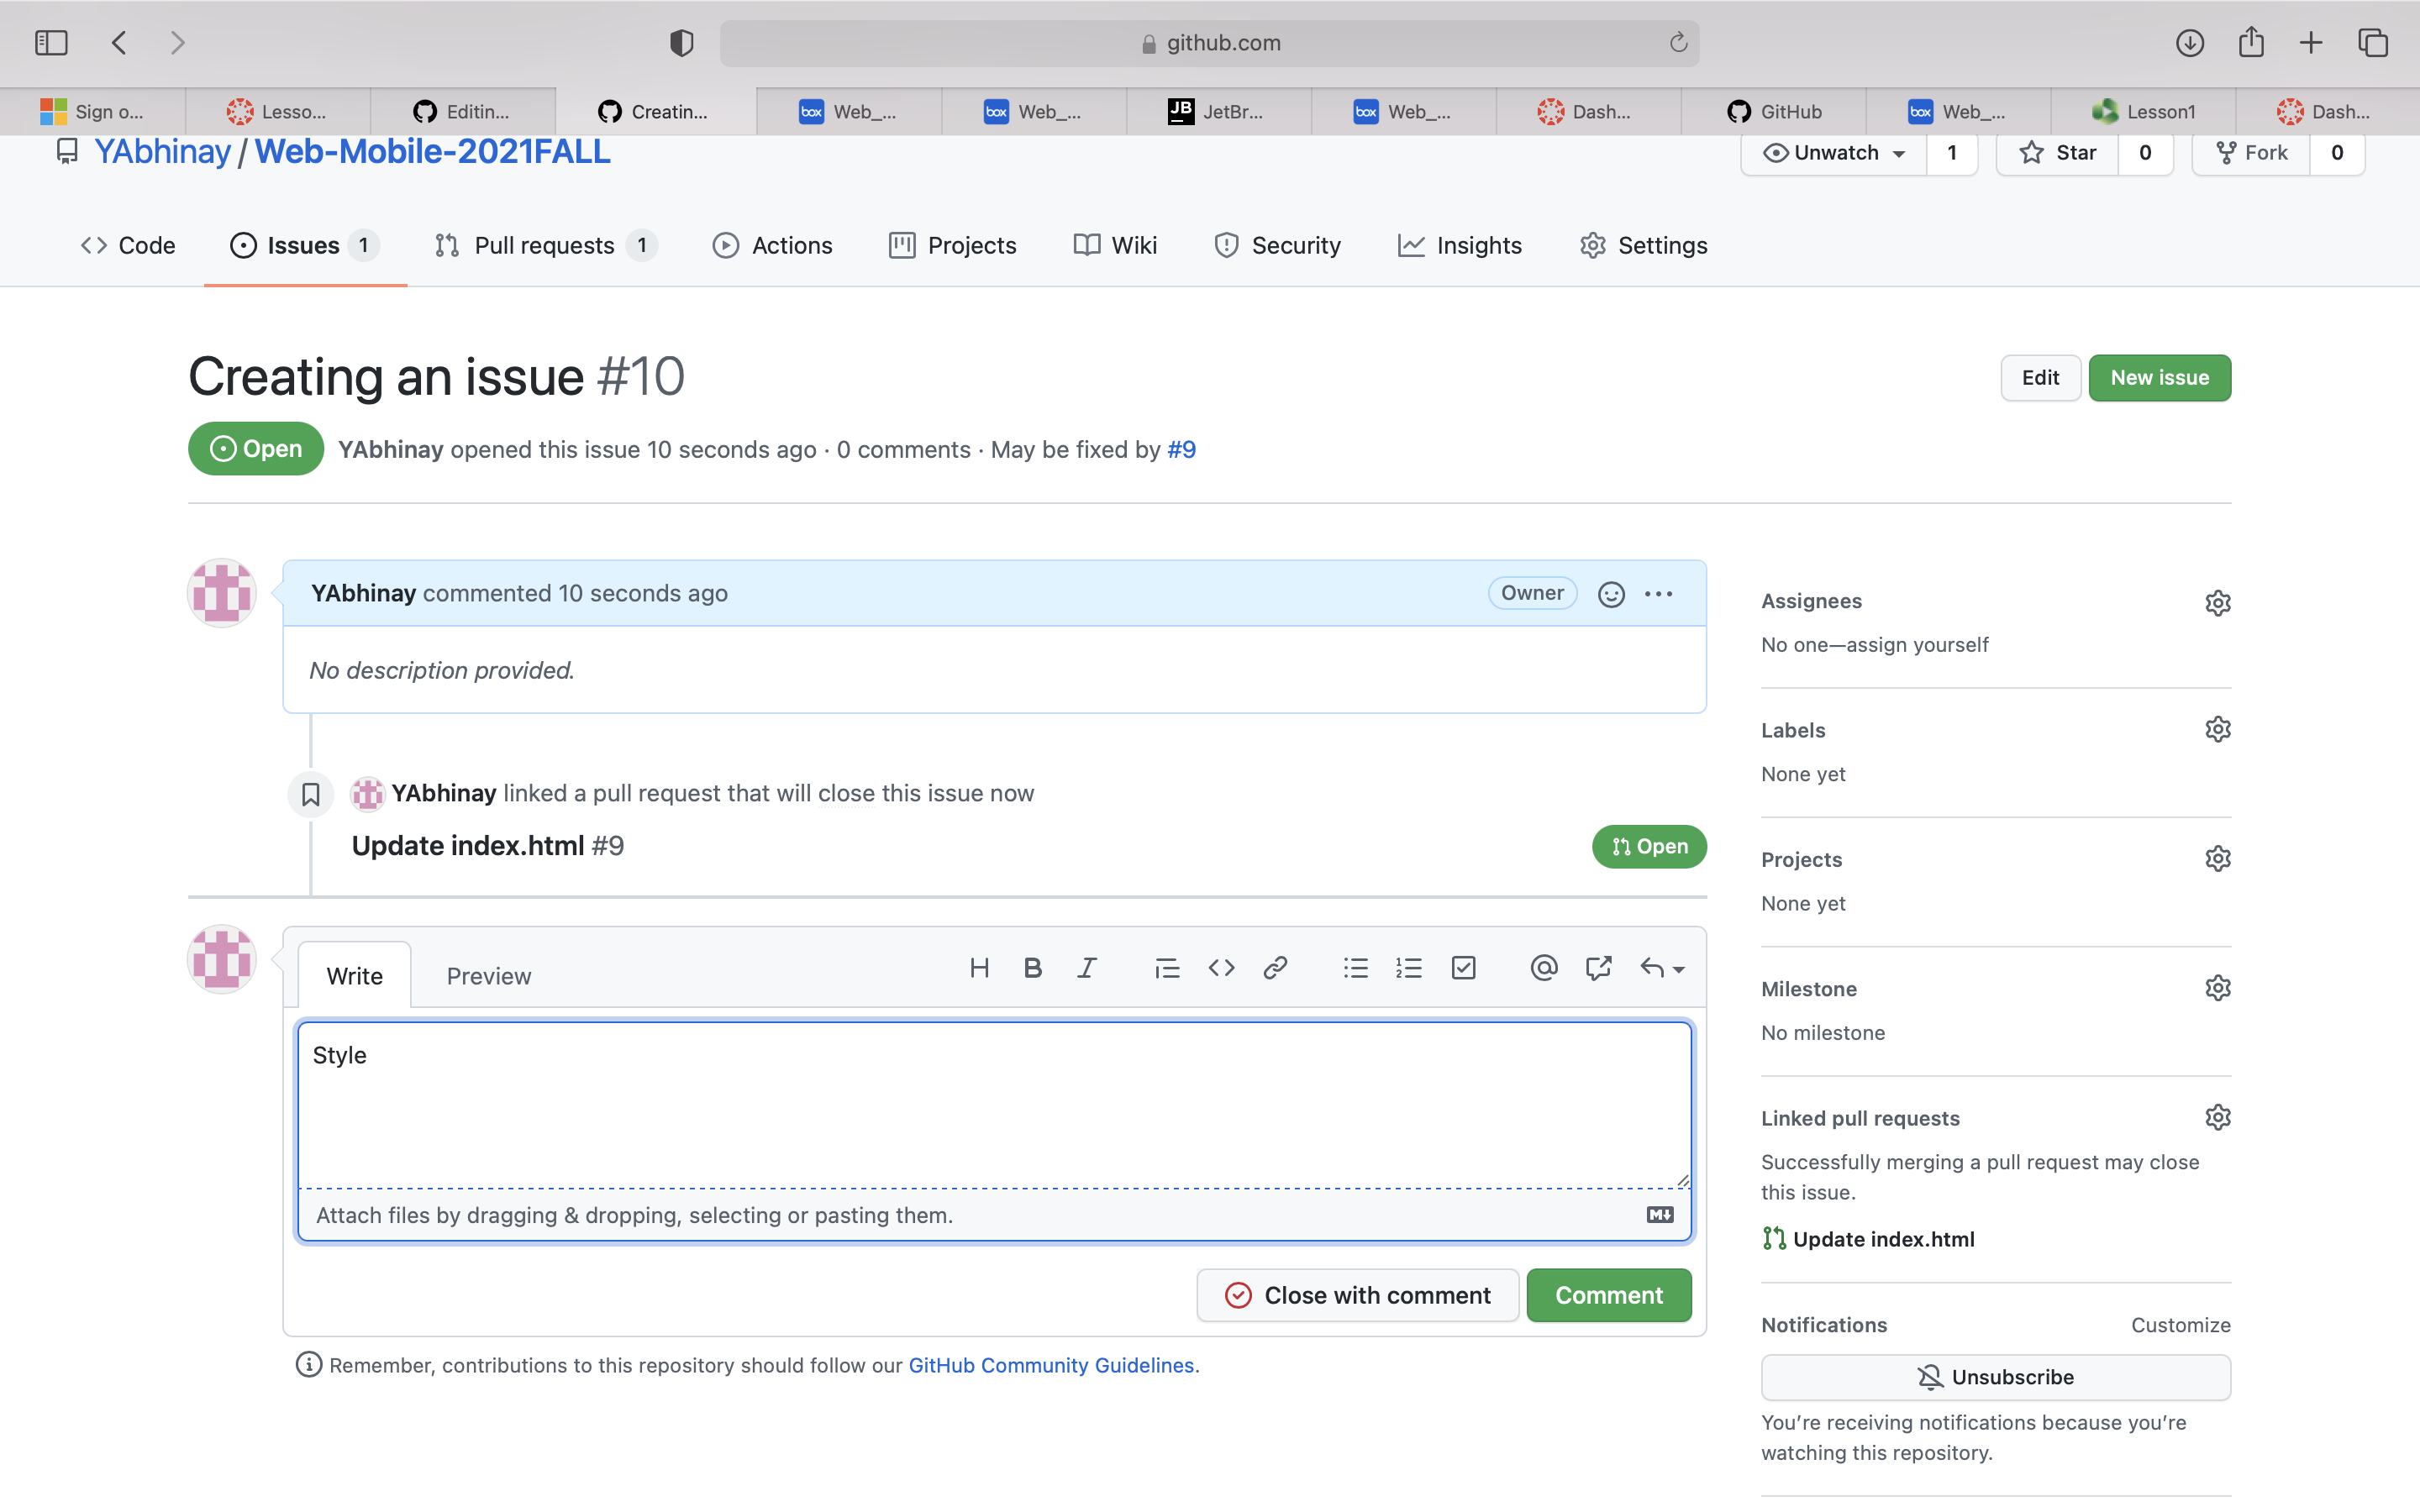 github.com
Sign o... Lesso... Editin... Creatin... box Web_... box Web_... JB JetBr... box Web_... Dash... GitHub box Web_... Lesson1 Dash...
YAbhinay / Web-Mobile-2021FALL Unwatch 1 Star 0 Fork 0
Code Issues 1 Pull requests 1 Actions Projects Wiki Security Insights Settings
Creating an issue #10 Edit New issue
Open YAbhinay opened this issue 10 seconds ago · 0 comments · May be fixed by #9
YAbhinay commented 10 seconds ago Owner
No description provided.
YAbhinay linked a pull request that will close this issue now
Update index.html #9 Open
Write Preview
Style
Attach files by dragging & dropping, selecting or pasting them.
Close with comment Comment
Remember, contributions to this repository should follow our GitHub Community Guidelines.
Assignees
No one—assign yourself
Labels
None yet
Projects
None yet
Milestone
No milestone
Linked pull requests
Successfully merging a pull request may close
this issue.
Update index.html
Notifications Customize
Unsubscribe
You’re receiving notifications because you’re
watching this repository.